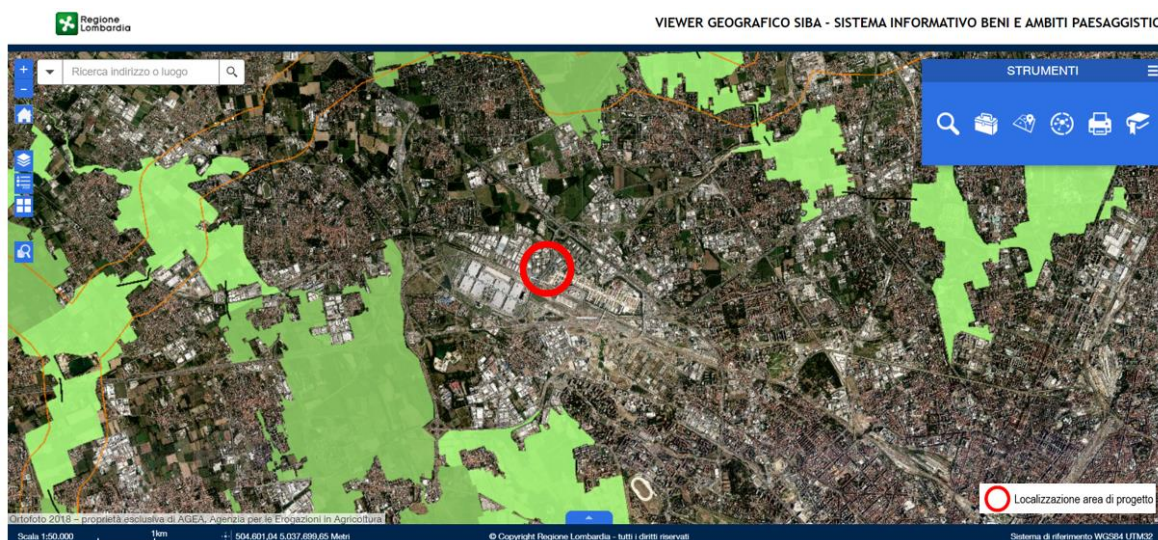 Regione
Lombardia
VIEWER GEOGRAFICO SIBA - SISTEMA INFORMATIVO BENI E AMBITI PAESAGGISTIC
Ricerca indirizzo o luogo
STRUMENTI
Localizzazione area di progetto
Ortofoto 2018 – proprietà esclusiva di AGEA, Agenzia per le Erogazioni in Agricoltura
Scala 1:50.000 1km 504.601,04 5.037.699,65 Metri © Copyright Regione Lombardia - tutti i diritti riservati Sistema di riferimento WGS84 UTM32